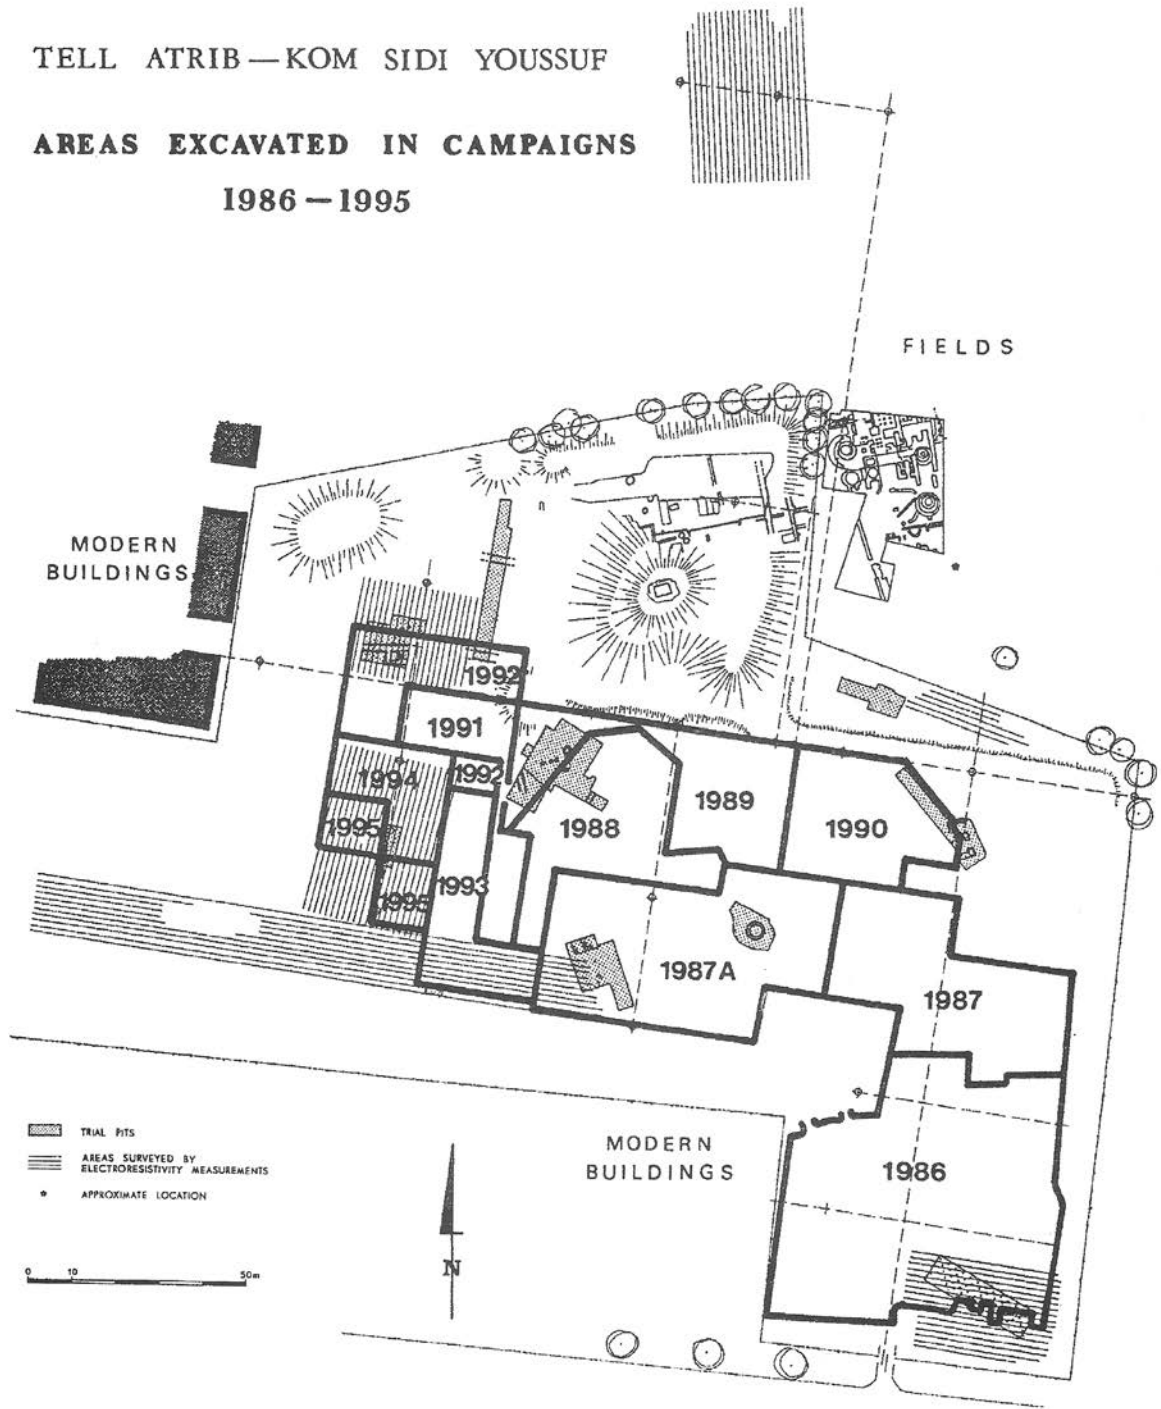 TELL ATRIB — KOM SIDI YOUSSUF
AREAS EXCAVATED IN CAMPAIGNS
1986 — 1995
FIELDS
MODERN
BUILDINGS
1992
1991
1994
1992
1995
1988
1989
1990
1993
1995
1987A
1987
MODERN
BUILDINGS
1986
TRIAL PITS
AREAS SURVEYED BY
ELECTRORESISTIVITY MEASUREMENTS
* APPROXIMATE LOCATION
N
0 10 50m